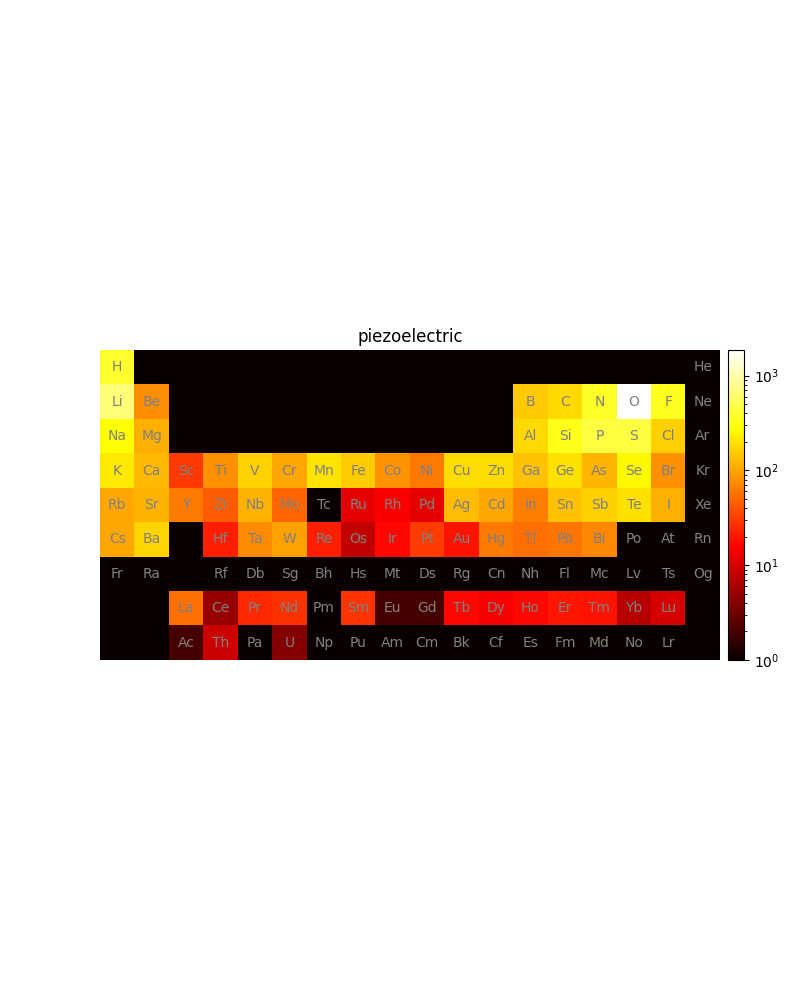 piezoelectric
H He
Li Be B C N O F Ne
Na Mg Al Si P S Cl Ar
K Ca Sc Ti V Cr Mn Fe Co Ni Cu Zn Ga Ge As Se Br Kr
Rb Sr Y Zr Nb Mo Tc Ru Rh Pd Ag Cd In Sn Sb Te I Xe
Cs Ba Hf Ta W Re Os Ir Pt Au Hg Tl Pb Bi Po At Rn
Fr Ra Rf Db Sg Bh Hs Mt Ds Rg Cn Nh Fl Mc Lv Ts Og
La Ce Pr Nd Pm Sm Eu Gd Tb Dy Ho Er Tm Yb Lu
Ac Th Pa U Np Pu Am Cm Bk Cf Es Fm Md No Lr
10³
10²
10¹
10⁰